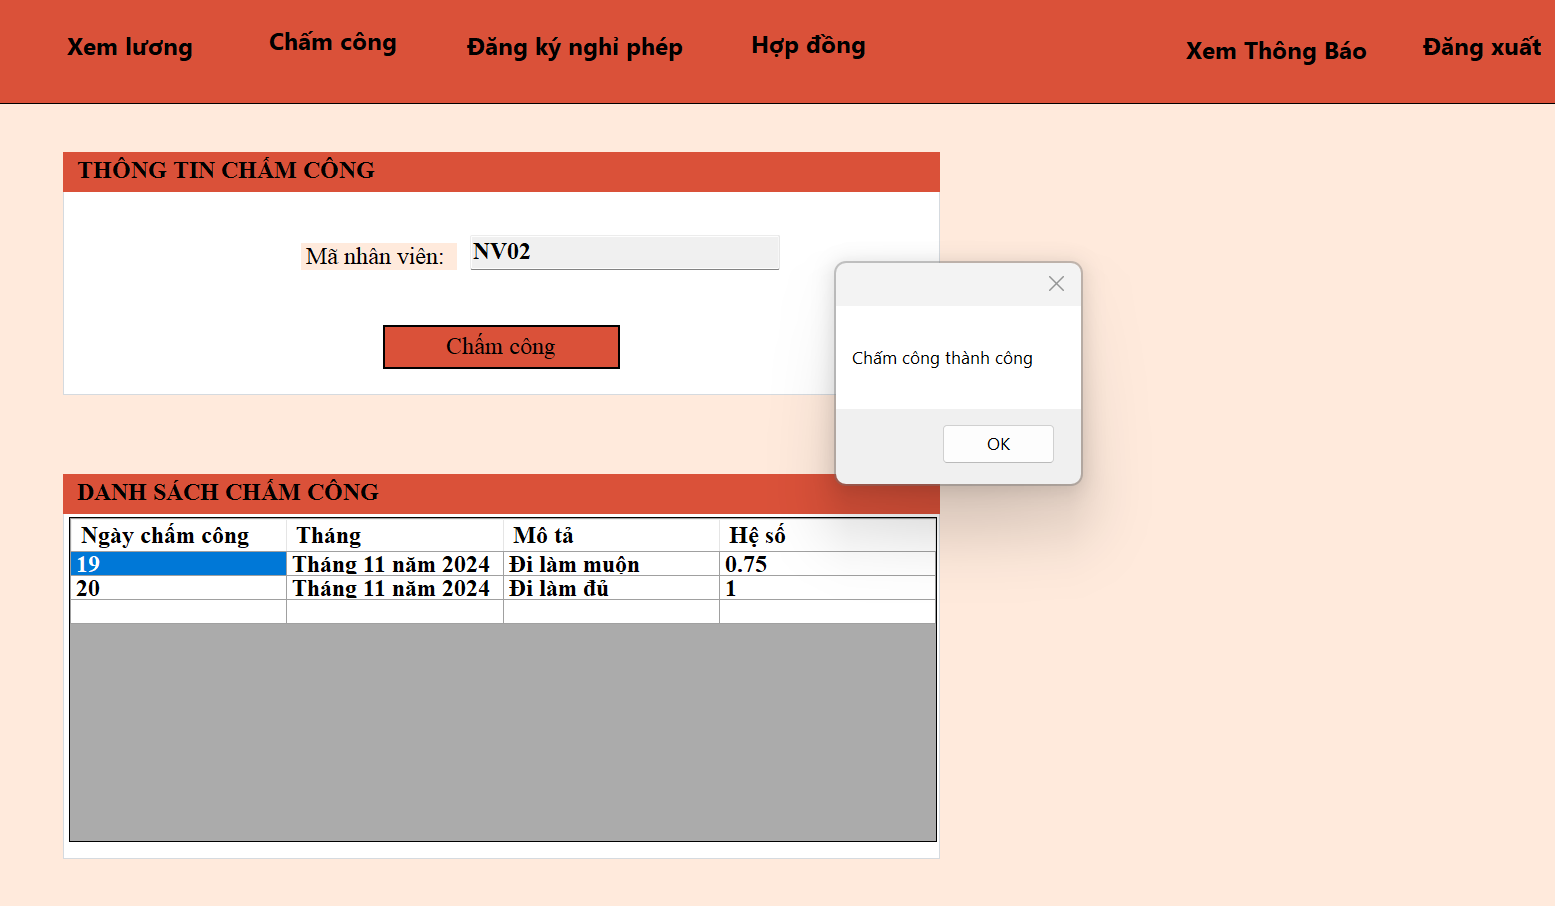 Xem lương Chấm công Đăng ký nghỉ phép Hợp đồng Xem Thông Báo Đăng xuất
THÔNG TIN CHẤM CÔNG
Mã nhân viên: NV02
Chấm công
Chấm công thành công
OK
DANH SÁCH CHẤM CÔNG
Ngày chấm công Tháng Mô tả Hệ số
19 Tháng 11 năm 2024 Đi làm muộn 0.75
20 Tháng 11 năm 2024 Đi làm đủ 1